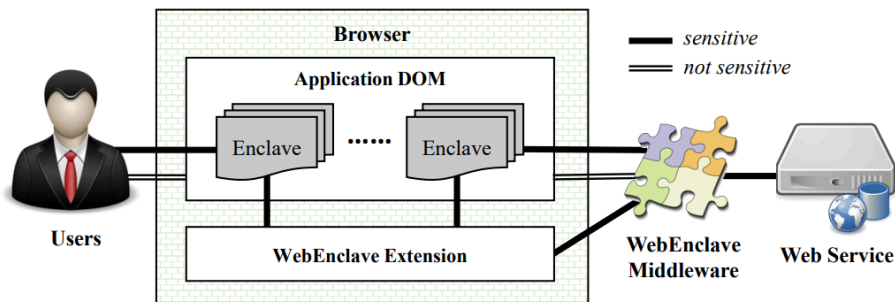 Browser
sensitive
not sensitive
Application DOM
Enclave
......
Enclave
Users
WebEnclave Extension
WebEnclave
Middleware
Web Service